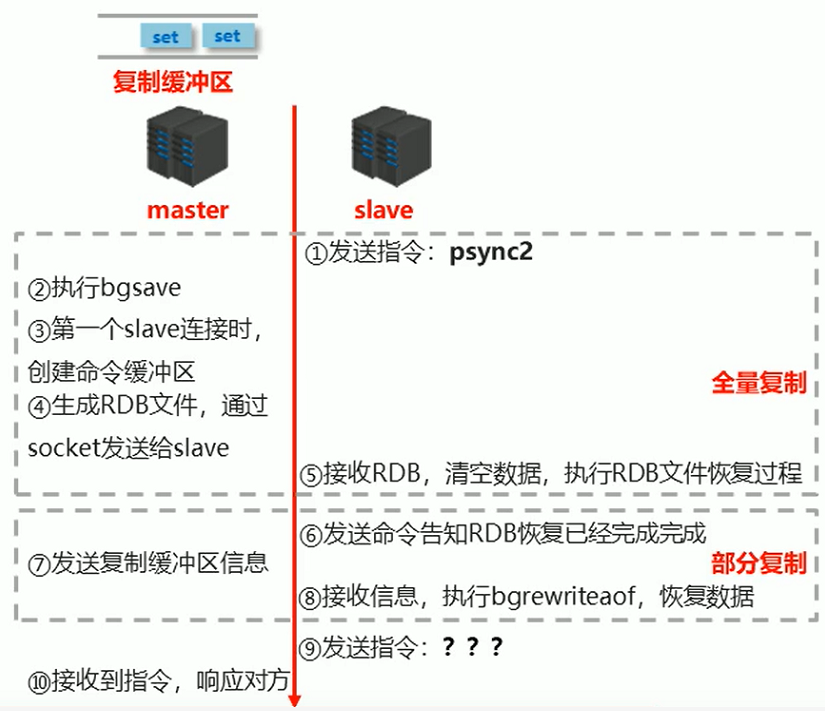 set set
复制缓冲区
master slave
①发送指令：psync2
②执行bgsave
③第一个slave连接时，
创建命令缓冲区
全量复制
④生成RDB文件，通过
socket发送给slave
⑤接收RDB，清空数据，执行RDB文件恢复过程
⑥发送命令告知RDB恢复已经完成完成
⑦发送复制缓冲区信息
部分复制
⑧接收信息，执行bgrewriteaof，恢复数据
⑨发送指令：？？？
⑩接收到指令，响应对方